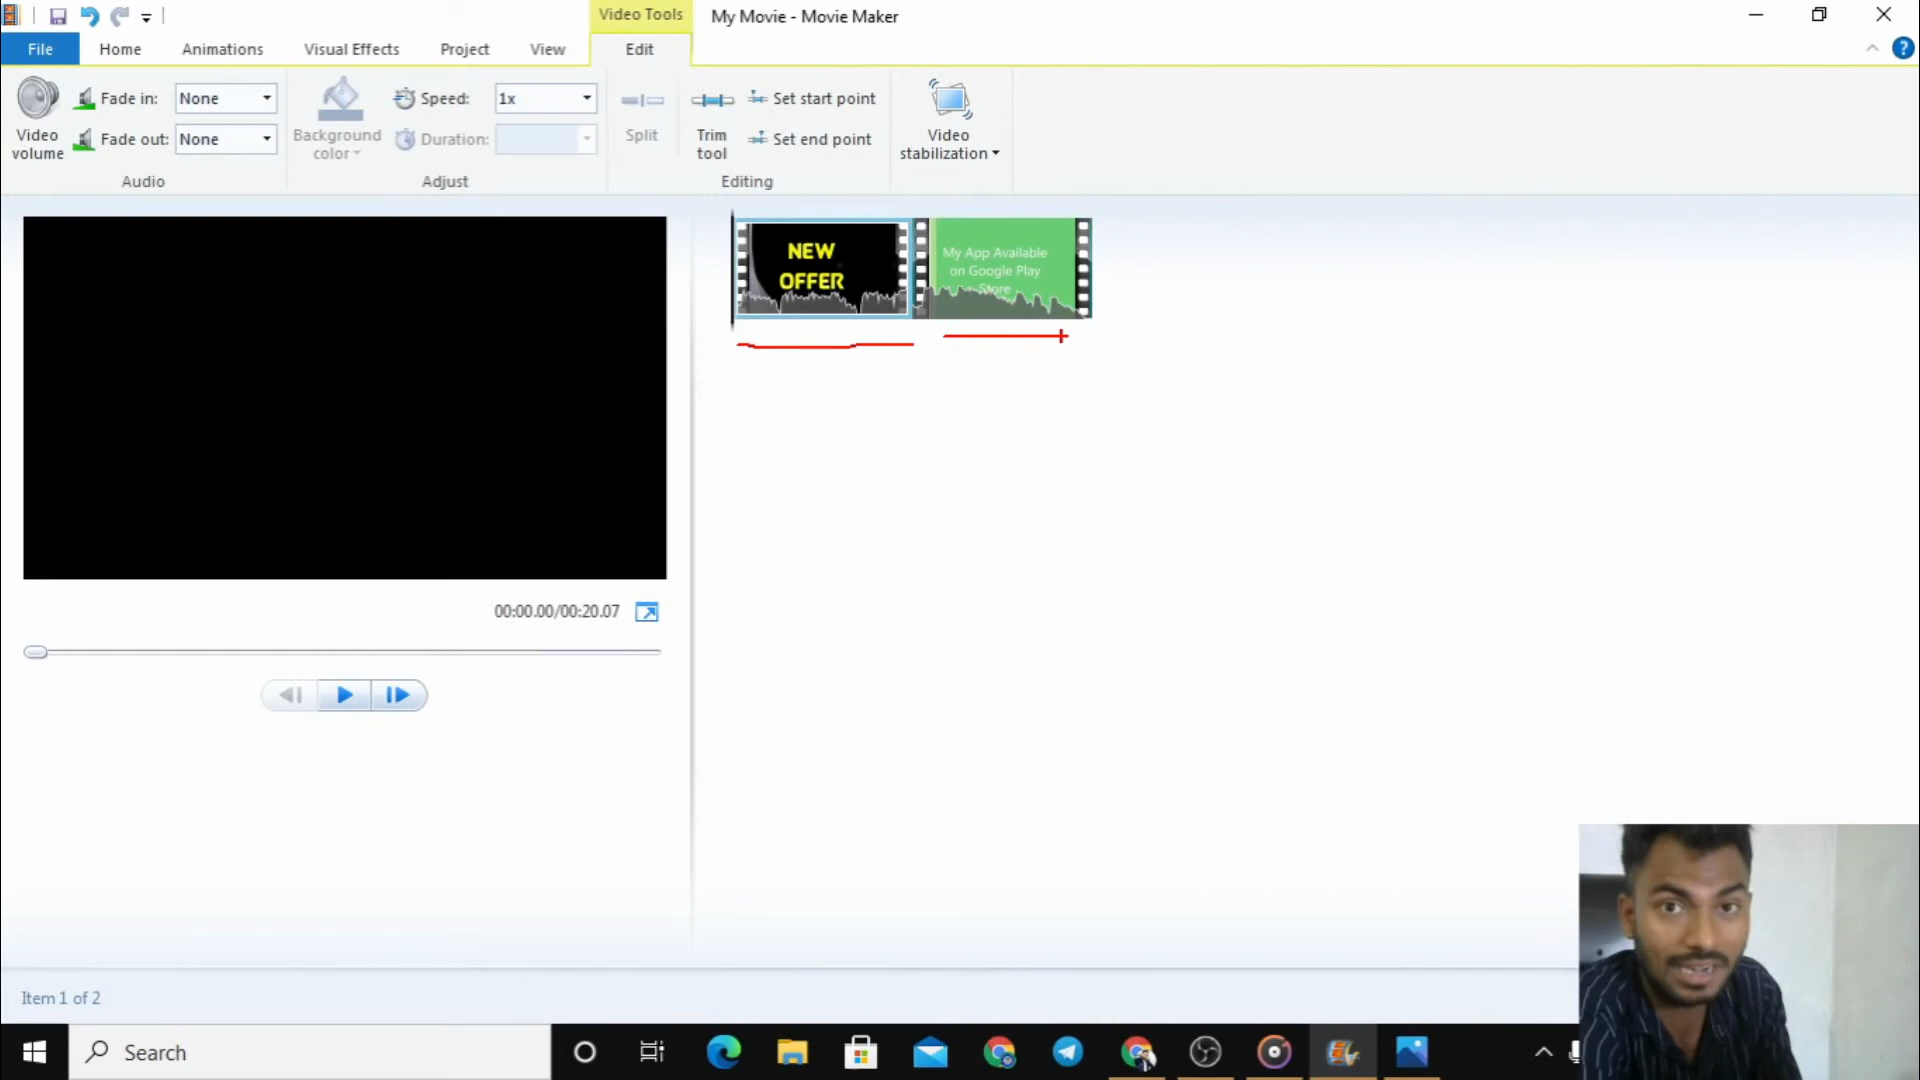 Video Tools
My Movie - Movie Maker
File
Home
Animations
Visual Effects
Project
View
Edit
Video volume
Fade in:
None
Fade out:
None
Audio
Background color
Speed:
1x
Duration:
Adjust
Split
Trim tool
Set start point
Set end point
Editing
Video stabilization
NEW
OFFER
My App Available
on Google Play
Store
00:00.00/00:20.07
Item 1 of 2
Search